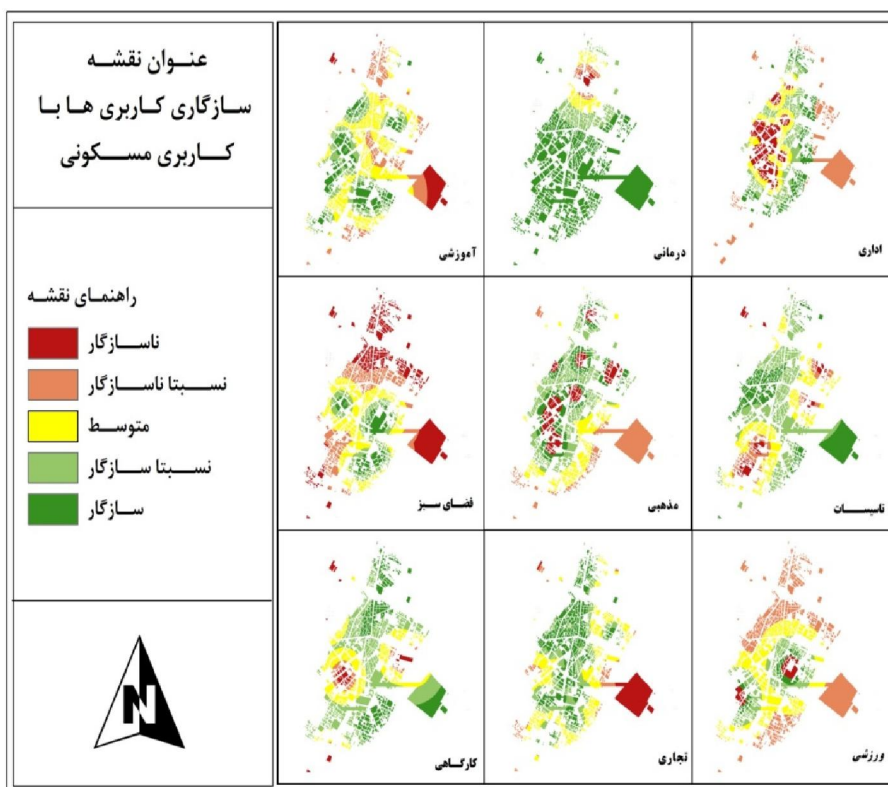 عنوان نقشه
سازگاری کاربری ها با
کاربری مسکونی
راهنمای نقشه
ناسازگار
نسبتا ناسازگار
متوسط
نسبتا سازگار
سازگار
N
اداری
درمانی
آموزشی
تاسیسات
مذهبی
فضای سبز
ورزشی
تجاری
کارگاهی